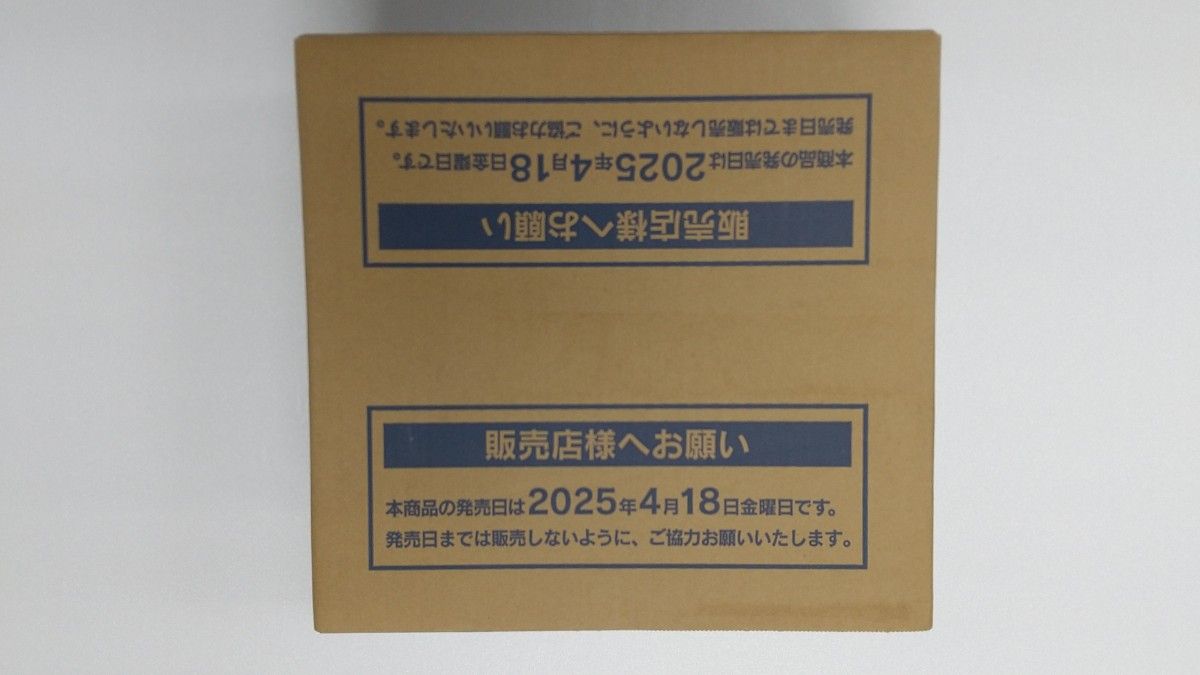 発売日までは販売しないように、ご協力お願いいたします。
本商品の発売日は2025年4月18日金曜日です。
販売店様へお願い
販売店様へお願い
本商品の発売日は2025年4月18日金曜日です。
発売日までは販売しないように、ご協力お願いいたします。